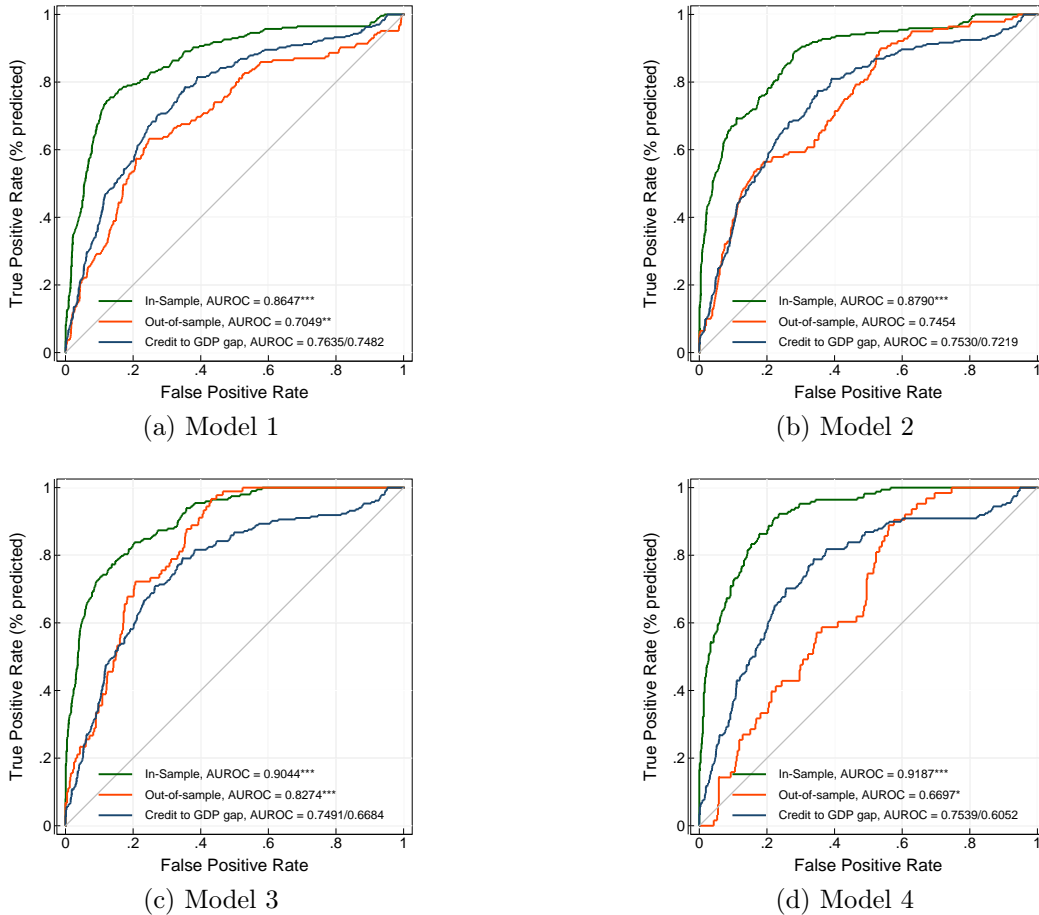 True Positive Rate (% predicted)
1
.8
.6
.4
.2
0
In-Sample, AUROC = 0.8647***
Out-of-sample, AUROC = 0.7049**
Credit to GDP gap, AUROC = 0.7635/0.7482
0 .2 .4 .6 .8 1
False Positive Rate
(a) Model 1
True Positive Rate (% predicted)
1
.8
.6
.4
.2
0
In-Sample, AUROC = 0.8790***
Out-of-sample, AUROC = 0.7454
Credit to GDP gap, AUROC = 0.7530/0.7219
0 .2 .4 .6 .8 1
False Positive Rate
(b) Model 2
True Positive Rate (% predicted)
1
.8
.6
.4
.2
0
In-Sample, AUROC = 0.9044***
Out-of-sample, AUROC = 0.8274***
Credit to GDP gap, AUROC = 0.7491/0.6684
0 .2 .4 .6 .8 1
False Positive Rate
(c) Model 3
True Positive Rate (% predicted)
1
.8
.6
.4
.2
0
In-Sample, AUROC = 0.9187***
Out-of-sample, AUROC = 0.6697*
Credit to GDP gap, AUROC = 0.7539/0.6052
0 .2 .4 .6 .8 1
False Positive Rate
(d) Model 4